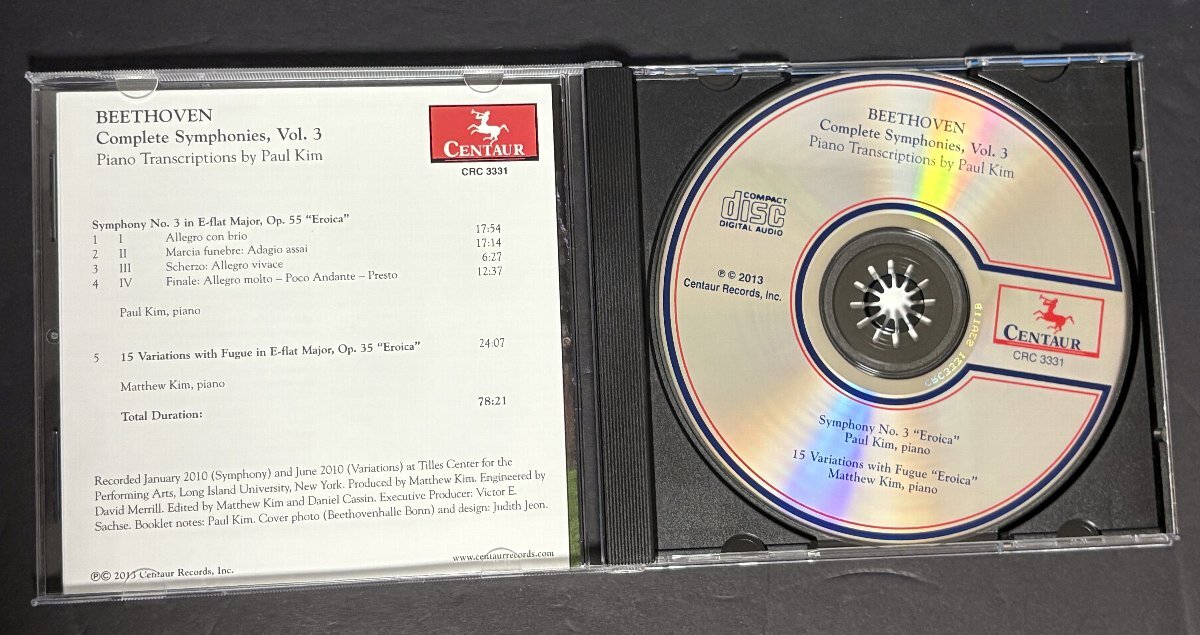 BEETHOVEN
Complete Symphonies, Vol. 3
Piano Transcriptions by Paul Kim
CENTAUR
CRC 3331
Symphony No. 3 in E-flat Major, Op. 55 "Eroica"
1 I Allegro con brio 17:54
2 II Marcia funebre: Adagio assai 17:14
3 III Scherzo: Allegro vivace 6:27
4 IV Finale: Allegro molto – Poco Andante – Presto 12:37
Paul Kim, piano
5 15 Variations with Fugue in E-flat Major, Op. 35 "Eroica" 24:07
Matthew Kim, piano
Total Duration: 78:21
Recorded January 2010 (Symphony) and June 2010 (Variations) at Tilles Center for the
Performing Arts, Long Island University, New York. Produced by Matthew Kim. Engineered by
David Merrill. Edited by Matthew Kim and Daniel Cassin. Executive Producer: Victor E.
Sachse. Booklet notes: Paul Kim. Cover photo (Beethovenhalle Bonn) and design: Judith Jeon.
www.centaurrecords.com
℗© 2013 Centaur Records, Inc.
BEETHOVEN
Complete Symphonies, Vol. 3
Piano Transcriptions by Paul Kim
COMPACT
disc
DIGITAL AUDIO
℗ © 2013
Centaur Records, Inc.
CENTAUR
CRC 3331
CRC3331
Symphony No. 3 "Eroica"
Paul Kim, piano
15 Variations with Fugue "Eroica"
Matthew Kim, piano